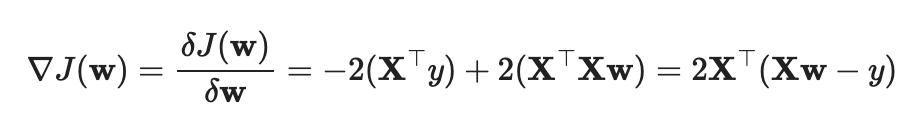 ∇J(𝐰) = δJ(𝐰)/δ𝐰 = −2(𝐗⊤y) + 2(𝐗⊤𝐗𝐰) = 2𝐗⊤(𝐗𝐰 − y)